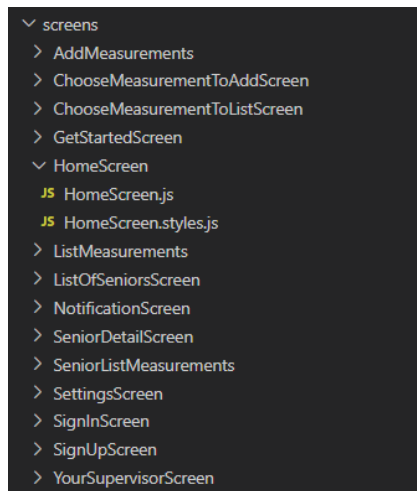 screens
AddMeasurements
ChooseMeasurementToAddScreen
ChooseMeasurementToListScreen
GetStartedScreen
HomeScreen
JS HomeScreen.js
JS HomeScreen.styles.js
ListMeasurements
ListOfSeniorsScreen
NotificationScreen
SeniorDetailScreen
SeniorListMeasurements
SettingsScreen
SignInScreen
SignUpScreen
YourSupervisorScreen